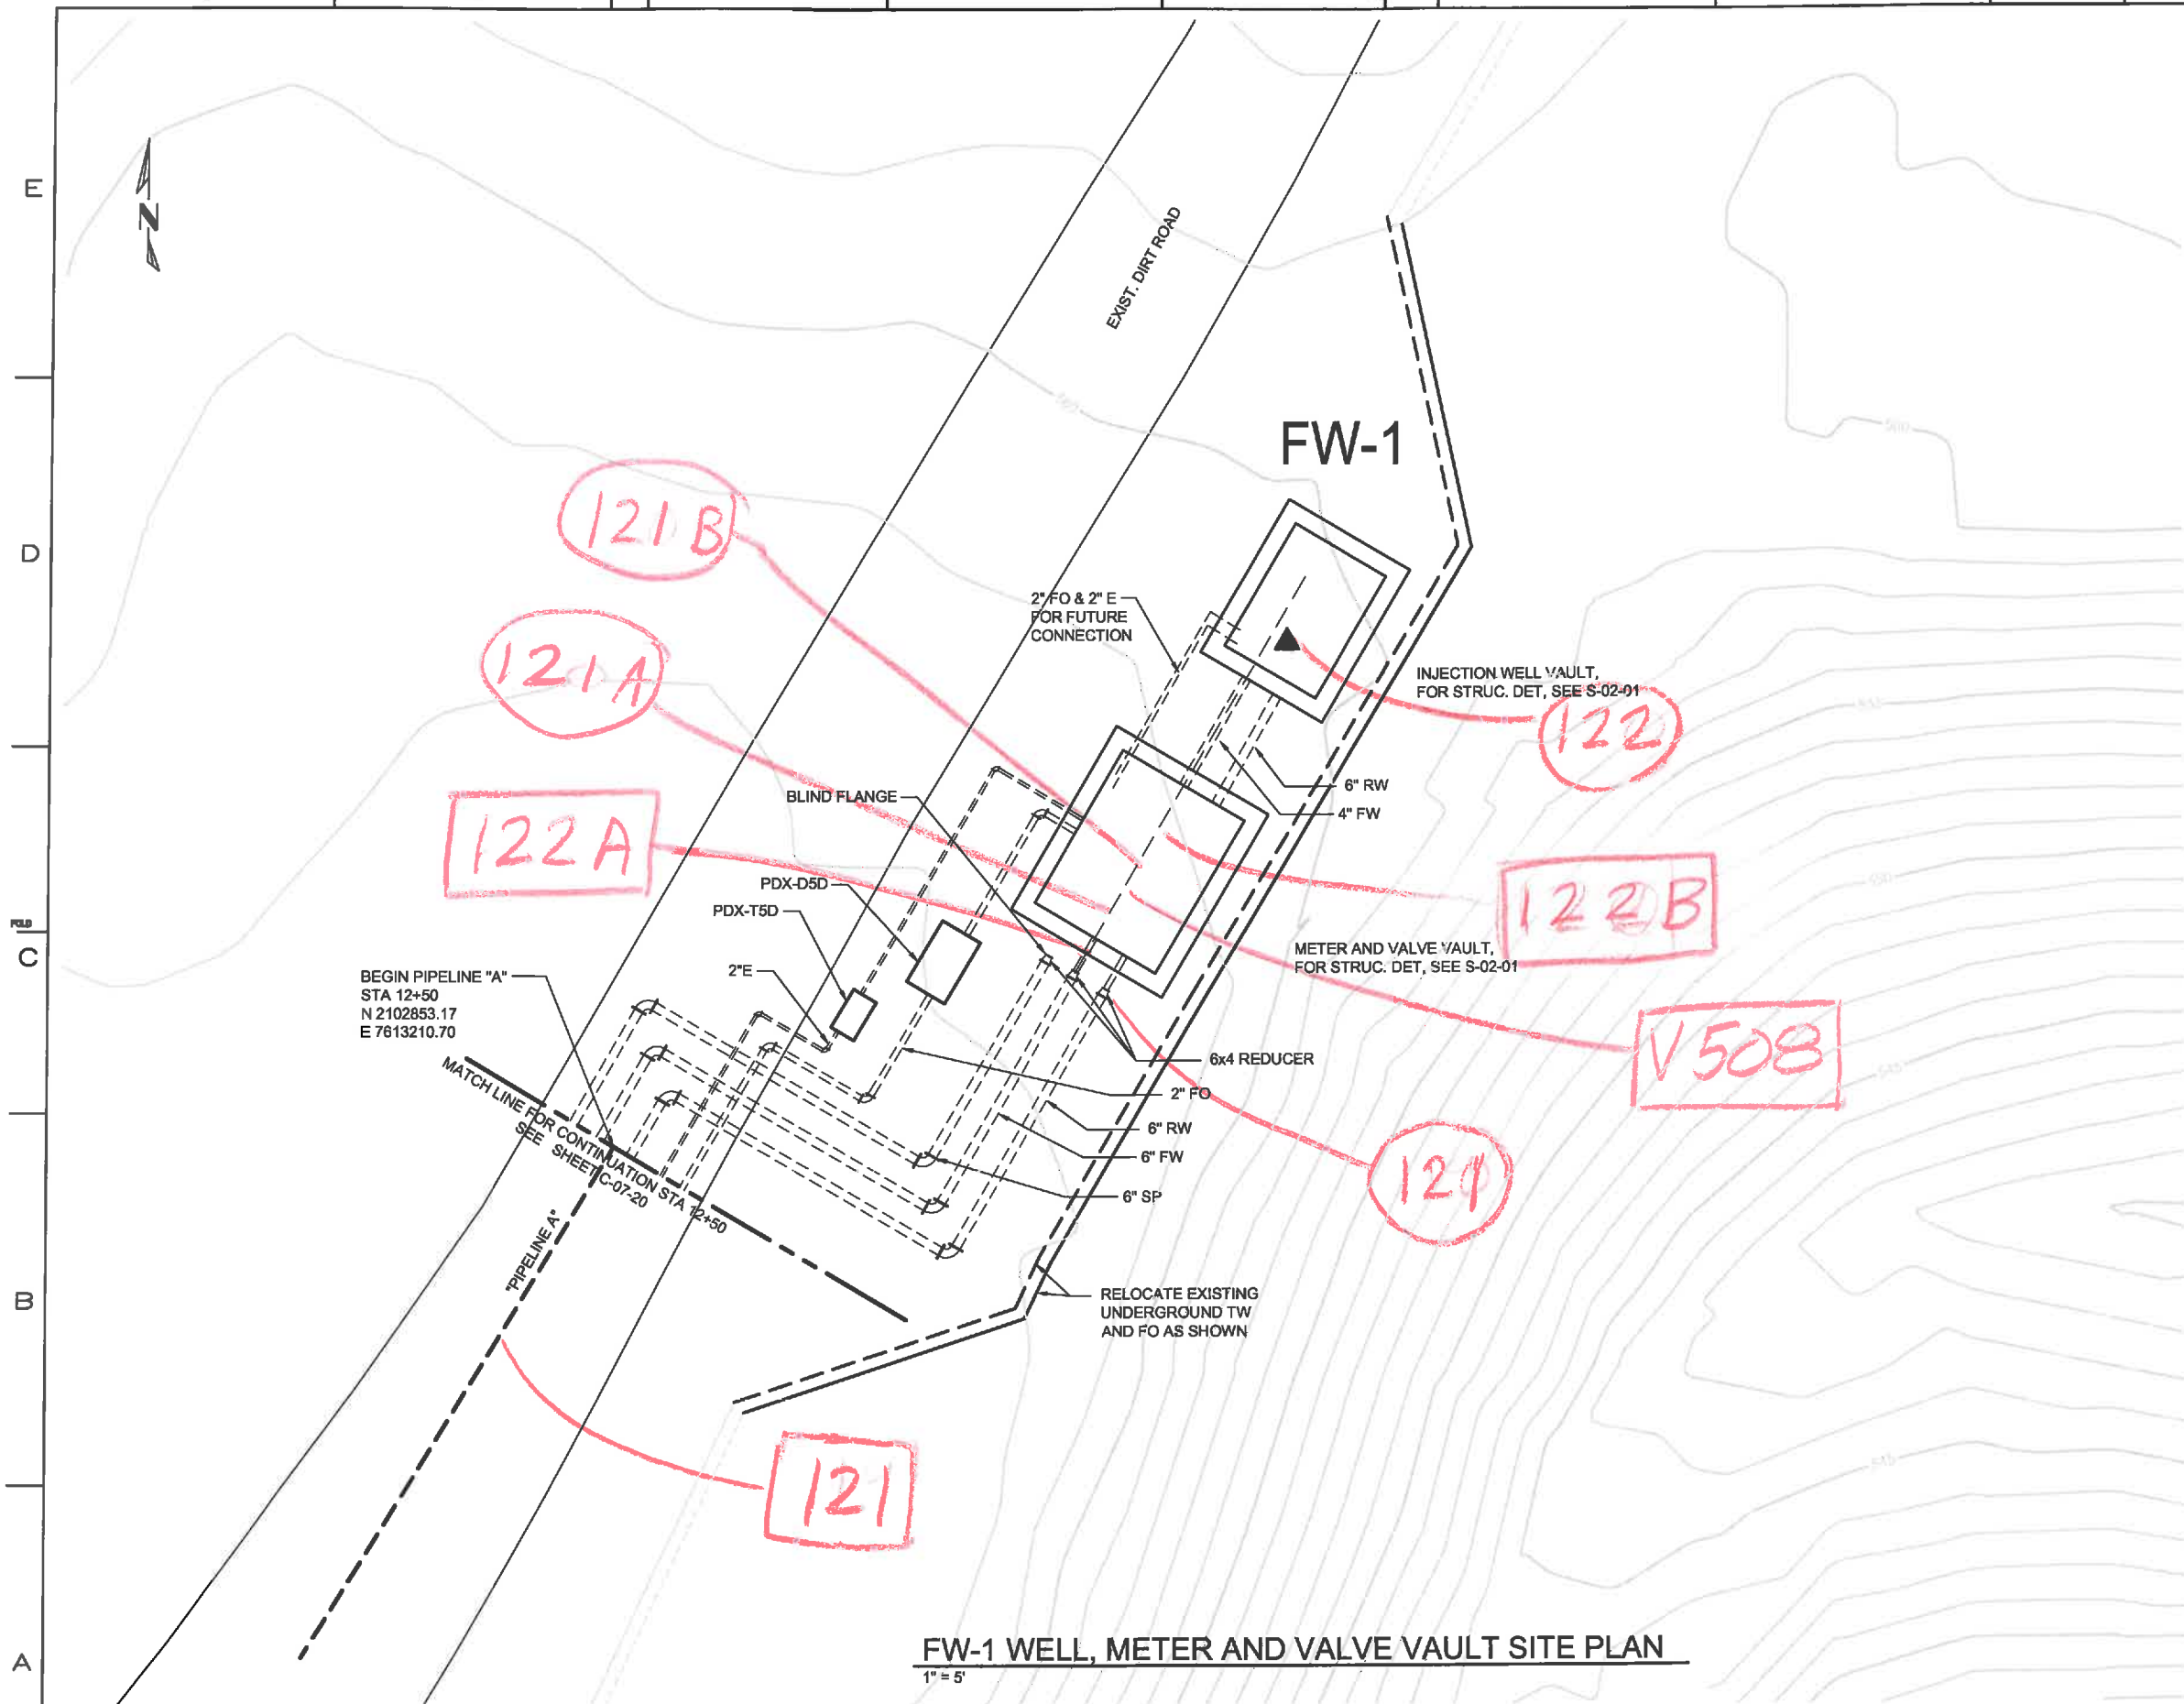 E
N
EXIST. DIRT ROAD
FW-1
121 B
D
2" FO & 2" E
FOR FUTURE
CONNECTION
121A
INJECTION WELL VAULT,
FOR STRUC. DET, SEE S-02-01
122
6" RW
4" FW
BLIND FLANGE
122A
PDX-D5D
PDX-T5D
122B
METER AND VALVE VAULT,
FOR STRUC. DET, SEE S-02-01
C
2"E
BEGIN PIPELINE "A"
STA 12+50
N 2102853.17
E 7613210.70
V508
6x4 REDUCER
MATCH LINE FOR CONTINUATION STA 12+50
SEE SHEET C-07-20
2" FO
6" RW
6" FW
6" SP
121
"PIPELINE A"
B
RELOCATE EXISTING
UNDERGROUND TW
AND FO AS SHOWN
121
FW-1 WELL, METER AND VALVE VAULT SITE PLAN
1" = 5'
A